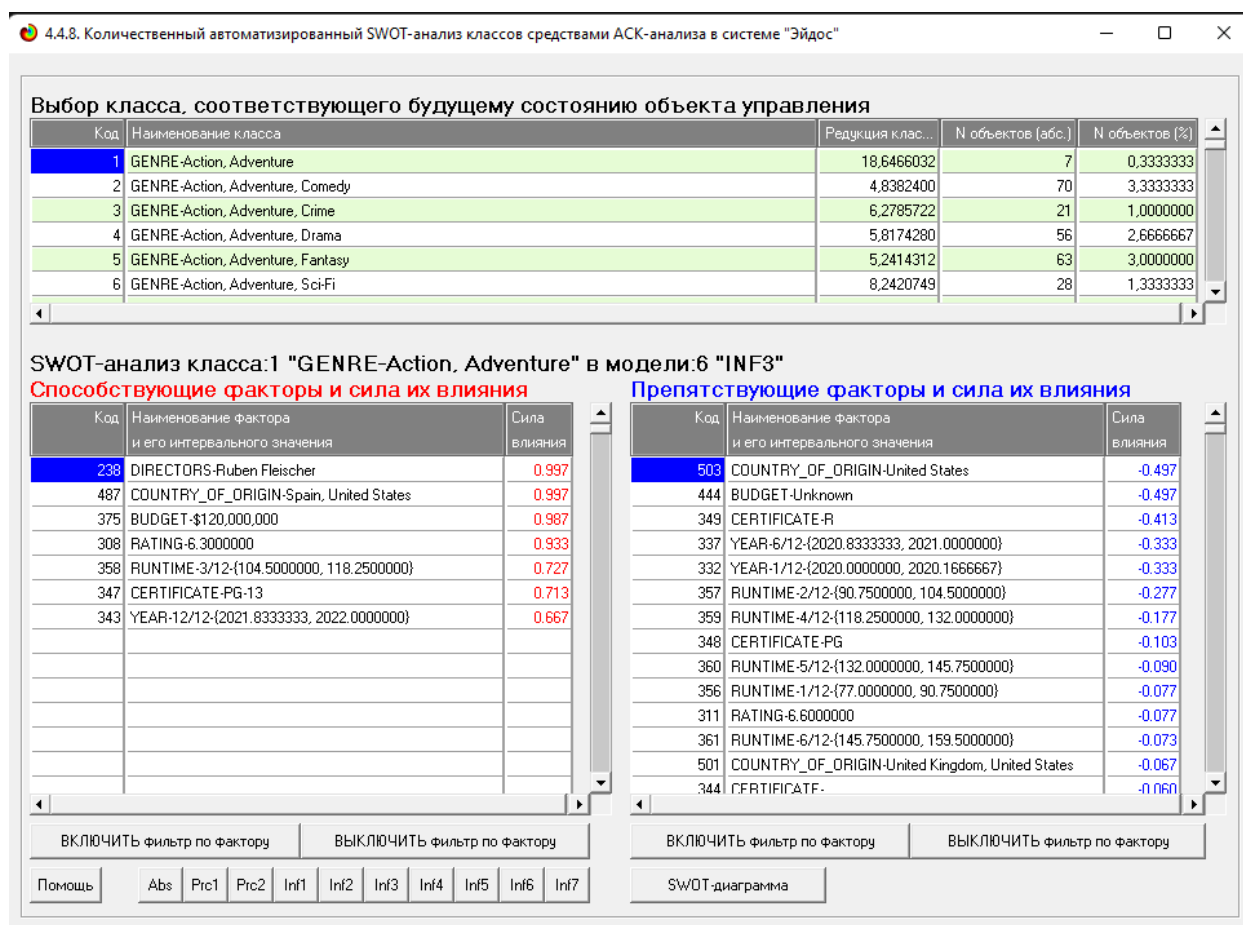 4.4.8. Количественный автоматизированный SWOT-анализ классов средствами АСК-анализа в системе "Эйдос"
Выбор класса, соответствующего будущему состоянию объекта управления
Код Наименование класса Редукция клас... N объектов (абс.) N объектов (%)
1 GENRE-Action, Adventure 18,6466032 7 0,3333333
2 GENRE-Action, Adventure, Comedy 4,8382400 70 3,3333333
3 GENRE-Action, Adventure, Crime 6,2785722 21 1,0000000
4 GENRE-Action, Adventure, Drama 5,8174280 56 2,6666667
5 GENRE-Action, Adventure, Fantasy 5,2414312 63 3,0000000
6 GENRE-Action, Adventure, Sci-Fi 8,2420749 28 1,3333333
SWOT-анализ класса:1 "GENRE-Action, Adventure" в модели:6 "INF3"
Способствующие факторы и сила их влияния
Код Наименование фактора Сила
и его интервального значения влияния
238 DIRECTORS-Ruben Fleischer 0.997
487 COUNTRY_OF_ORIGIN-Spain, United States 0.997
375 BUDGET-$120,000,000 0.987
308 RATING-6.3000000 0.933
358 RUNTIME-3/12-{104.5000000, 118.2500000} 0.727
347 CERTIFICATE-PG-13 0.713
343 YEAR-12/12-{2021.8333333, 2022.0000000} 0.667
Препятствующие факторы и сила их влияния
Код Наименование фактора Сила
и его интервального значения влияния
503 COUNTRY_OF_ORIGIN-United States -0.497
444 BUDGET-Unknown -0.497
349 CERTIFICATE-R -0.413
337 YEAR-6/12-{2020.8333333, 2021.0000000} -0.333
332 YEAR-1/12-{2020.0000000, 2020.1666667} -0.333
357 RUNTIME-2/12-{90.7500000, 104.5000000} -0.277
359 RUNTIME-4/12-{118.2500000, 132.0000000} -0.177
348 CERTIFICATE-PG -0.103
360 RUNTIME-5/12-{132.0000000, 145.7500000} -0.090
356 RUNTIME-1/12-{77.0000000, 90.7500000} -0.077
311 RATING-6.6000000 -0.077
361 RUNTIME-6/12-{145.7500000, 159.5000000} -0.073
501 COUNTRY_OF_ORIGIN-United Kingdom, United States -0.067
344 CERTIFICATE- -0.060
ВКЛЮЧИТЬ фильтр по фактору ВЫКЛЮЧИТЬ фильтр по фактору ВКЛЮЧИТЬ фильтр по фактору ВЫКЛЮЧИТЬ фильтр по фактору
Помощь Abs Prc1 Prc2 Inf1 Inf2 Inf3 Inf4 Inf5 Inf6 Inf7 SWOT-диаграмма